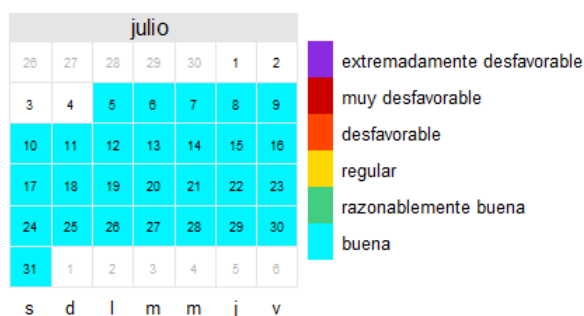 julio
26 27 28 29 30 1 2
3 4 5 6 7 8 9
10 11 12 13 14 15 16
17 18 19 20 21 22 23
24 25 26 27 28 29 30
31 1 2 3 4 5 6
s d l m m j v
extremadamente desfavorable
muy desfavorable
desfavorable
regular
razonablemente buena
buena